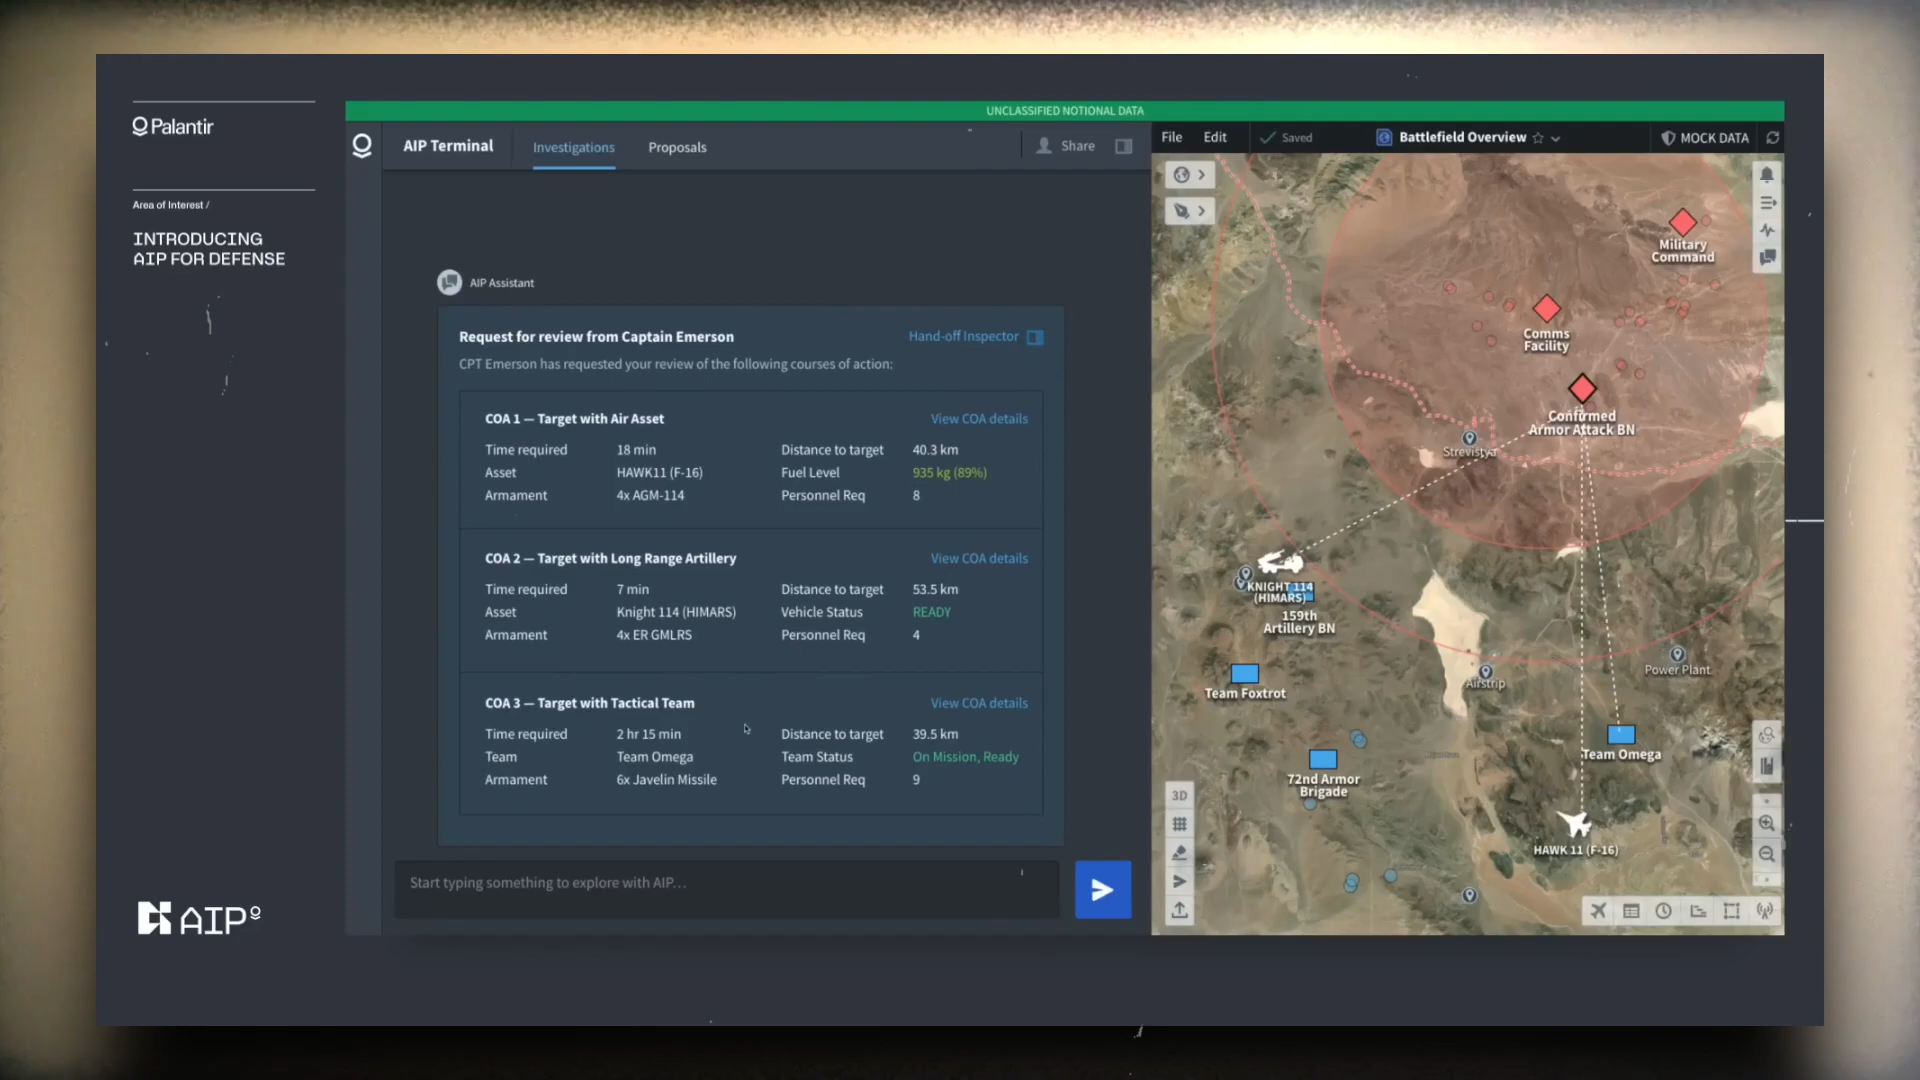 Palantir
Area of Interest /
INTRODUCING
AIP FOR DEFENSE
AIP
UNCLASSIFIED NOTIONAL DATA
AIP Terminal
Investigations
Proposals
Share
AIP Assistant
Request for review from Captain Emerson
Hand-off Inspector
CPT Emerson has requested your review of the following courses of action:
COA 1 — Target with Air Asset
View COA details
Time required 18 min Distance to target 40.3 km
Asset HAWK11 (F-16) Fuel Level 935 kg (89%)
Armament 4x AGM-114 Personnel Req 8
COA 2 — Target with Long Range Artillery
View COA details
Time required 7 min Distance to target 53.5 km
Asset Knight 114 (HIMARS) Vehicle Status READY
Armament 4x ER GMLRS Personnel Req 4
COA 3 — Target with Tactical Team
View COA details
Time required 2 hr 15 min Distance to target 39.5 km
Team Team Omega Team Status On Mission, Ready
Armament 6x Javelin Missile Personnel Req 9
Start typing something to explore with AIP...
File Edit Saved Battlefield Overview MOCK DATA
Military
Command
Comms
Facility
Confirmed
Armor Attack BN
Strevistya
KNIGHT 114
(HIMARS)
159th
Artillery BN
Team Foxtrot
Airstrip
Power Plant
Team Omega
72nd Armor
Brigade
HAWK 11 (F-16)
3D